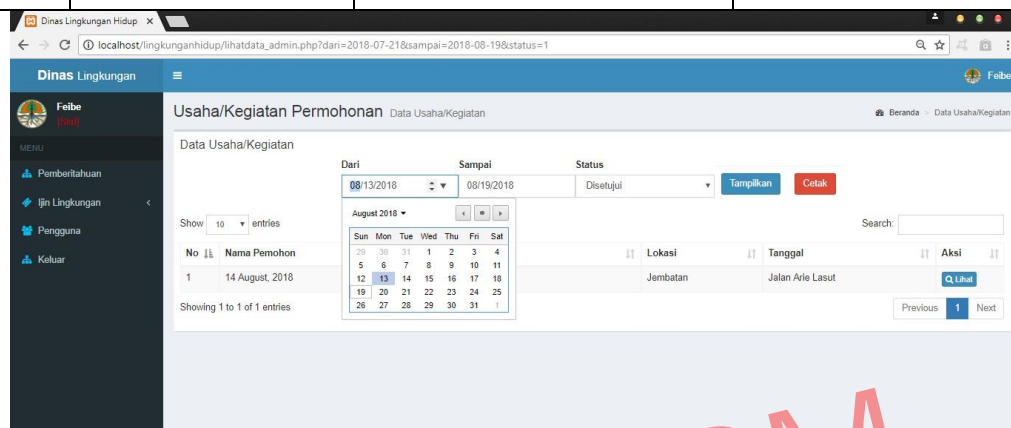 Dinas Lingkungan Hidup ×
localhost/lingkunganhidup/lihatdata_admin.php?dari=2018-07-21&sampai=2018-08-19&status=1
Dinas Lingkungan
Feibe
Feibe
MENU
Pemberitahuan
Ijin Lingkungan
Pengguna
Keluar
Usaha/Kegiatan Permohonan Data Usaha/Kegiatan
Beranda > Data Usaha/Kegiatan
Data Usaha/Kegiatan
Dari Sampai Status
08/13/2018 08/19/2018 Disetujui Tampilkan Cetak
August 2018
Sun Mon Tue Wed Thu Fri Sat
29 30 31 1 2 3 4
5 6 7 8 9 10 11
12 13 14 15 16 17 18
19 20 21 22 23 24 25
26 27 28 29 30 31 1
Show 10 entries Search:
No Nama Pemohon Lokasi Tanggal Aksi
1 14 August, 2018 Jembatan Jalan Arie Lasut Lihat
Showing 1 to 1 of 1 entries
Previous 1 Next